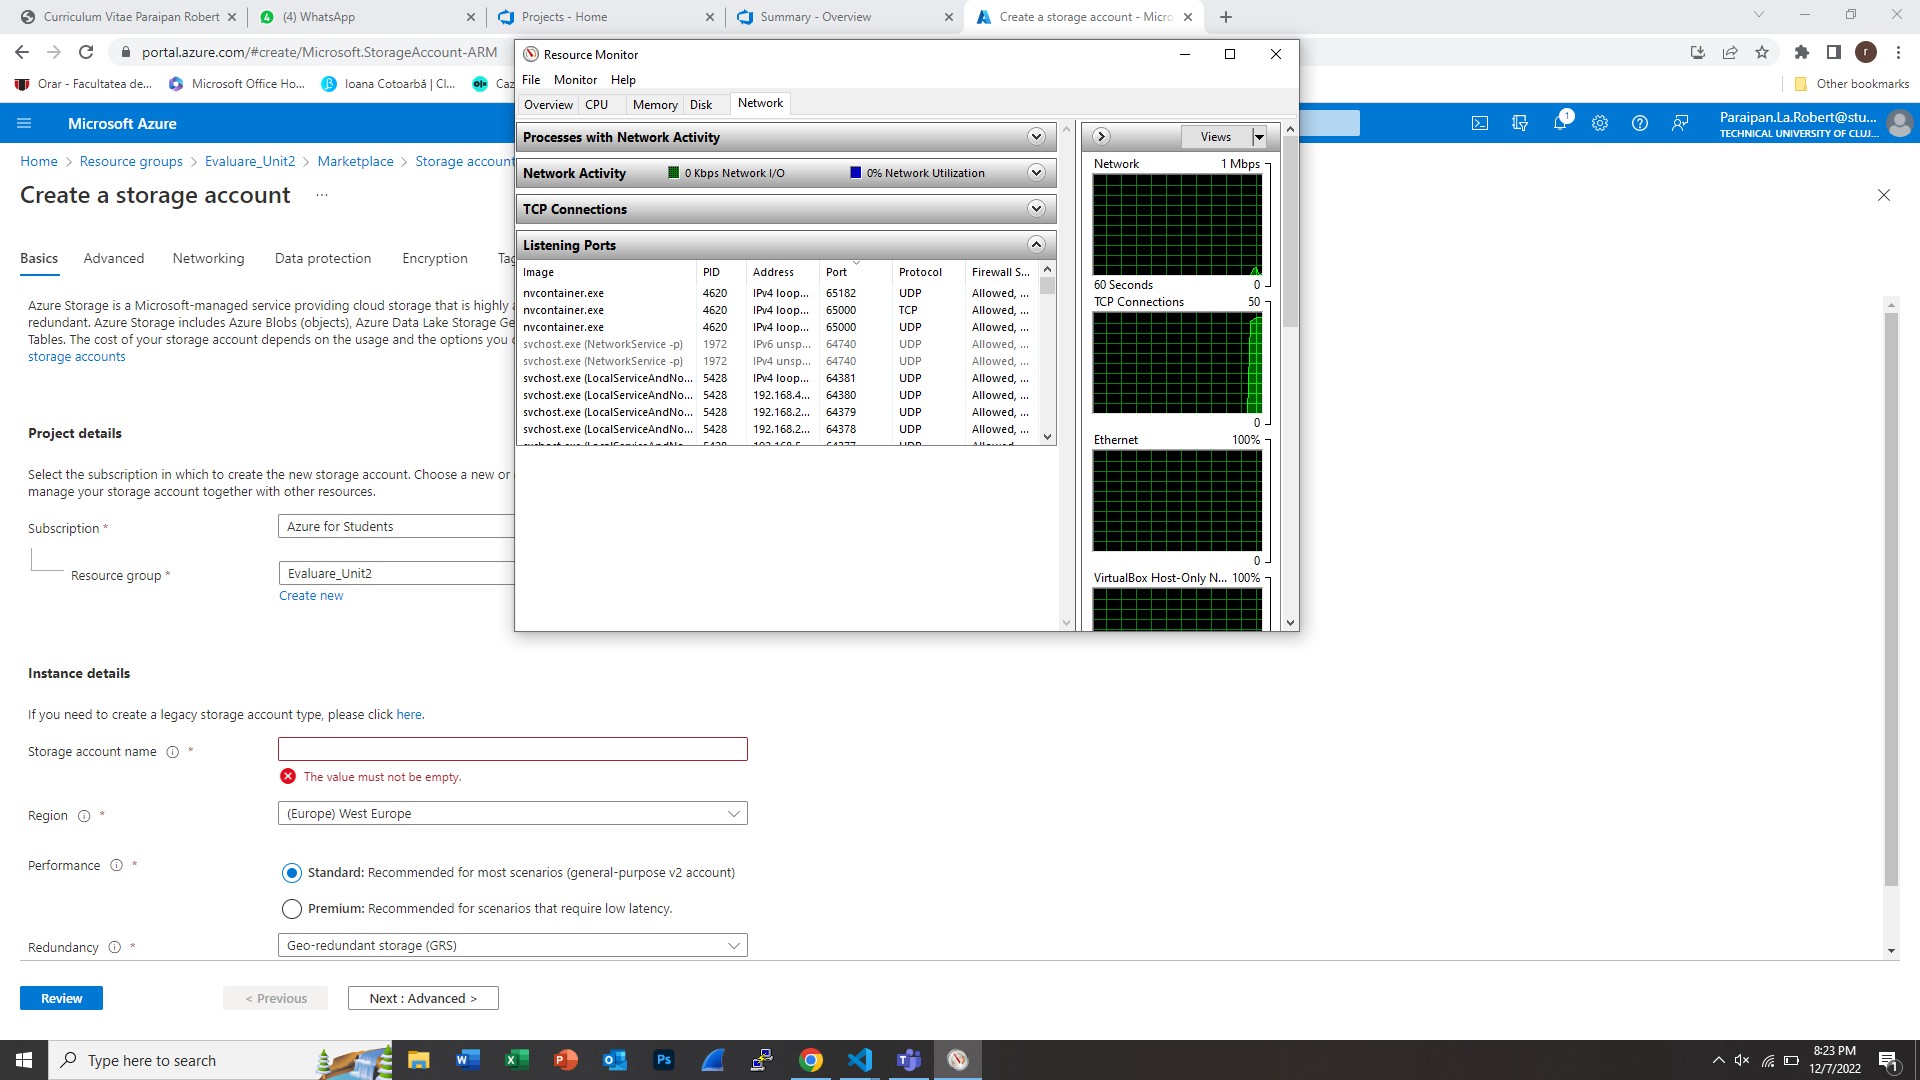 Curriculum Vitae Paraipan Robert
(4) WhatsApp
Projects - Home
Summary - Overview
Create a storage account - Micro
portal.azure.com/#create/Microsoft.StorageAccount-ARM
r
Orar - Facultatea de...
Microsoft Office Ho...
Ioana Cotoarbă | Cl...
Caz
Other bookmarks
Microsoft Azure
1
Paraipan.La.Robert@stu...
TECHNICAL UNIVERSITY OF CLUJ...
Home > Resource groups > Evaluare_Unit2 > Marketplace > Storage account
Create a storage account ...
Basics Advanced Networking Data protection Encryption Tag
Azure Storage is a Microsoft-managed service providing cloud storage that is highly
redundant. Azure Storage includes Azure Blobs (objects), Azure Data Lake Storage Ge
Tables. The cost of your storage account depends on the usage and the options you
storage accounts
Project details
Select the subscription in which to create the new storage account. Choose a new or
manage your storage account together with other resources.
Subscription * Azure for Students
Resource group * Evaluare_Unit2
Create new
Instance details
If you need to create a legacy storage account type, please click here.
Storage account name *
The value must not be empty.
Region * (Europe) West Europe
Performance * Standard: Recommended for most scenarios (general-purpose v2 account)
Premium: Recommended for scenarios that require low latency.
Redundancy * Geo-redundant storage (GRS)
Review < Previous Next : Advanced >
Resource Monitor
File Monitor Help
Overview CPU Memory Disk Network
Processes with Network Activity
Network Activity 0 Kbps Network I/O 0% Network Utilization
TCP Connections
Listening Ports
Image PID Address Port Protocol Firewall S...
nvcontainer.exe 4620 IPv4 loop... 65182 UDP Allowed, ...
nvcontainer.exe 4620 IPv4 loop... 65000 TCP Allowed, ...
nvcontainer.exe 4620 IPv4 loop... 65000 UDP Allowed, ...
svchost.exe (NetworkService -p) 1972 IPv6 unsp... 64740 UDP Allowed, ...
svchost.exe (NetworkService -p) 1972 IPv4 unsp... 64740 UDP Allowed, ...
svchost.exe (LocalServiceAndNo... 5428 IPv4 loop... 64381 UDP Allowed, ...
svchost.exe (LocalServiceAndNo... 5428 192.168.4... 64380 UDP Allowed, ...
svchost.exe (LocalServiceAndNo... 5428 192.168.2... 64379 UDP Allowed, ...
svchost.exe (LocalServiceAndNo... 5428 192.168.2... 64378 UDP Allowed, ...
svchost.exe (LocalServiceAndNo... 5428 192.168.5... 64377 UDP Allowed, ...
Views
Network 1 Mbps
60 Seconds 0
TCP Connections 50
0
Ethernet 100%
0
VirtualBox Host-Only N... 100%
Type here to search
Ps
8:23 PM
12/7/2022
1